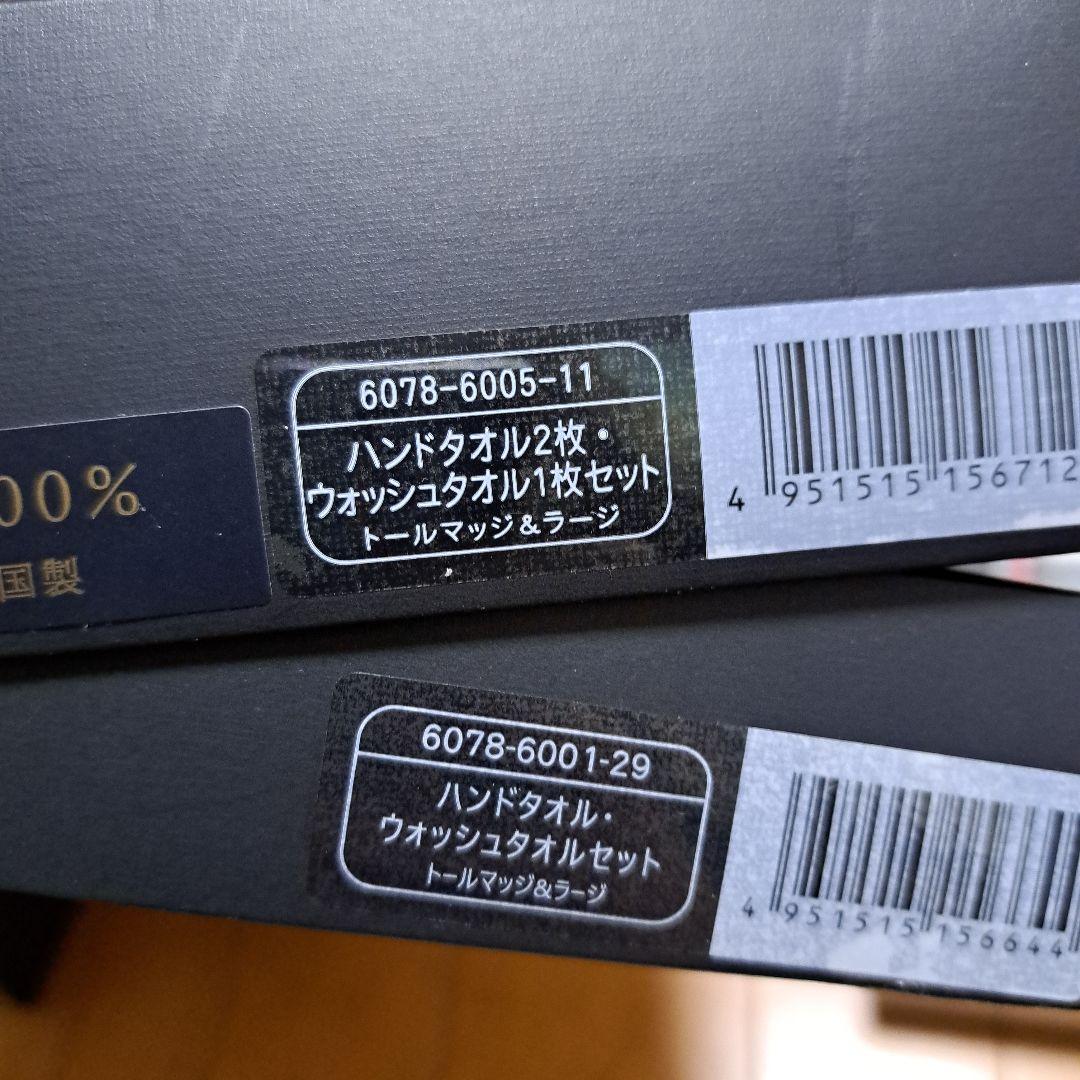 6078-6005-11
ハンドタオル2枚・
ウォッシュタオル1枚セット
トールマッジ&ラージ
4 951515 156712
00%
国製
6078-6001-29
ハンドタオル・
ウォッシュタオルセット
トールマッジ&ラージ
4 951515 156644